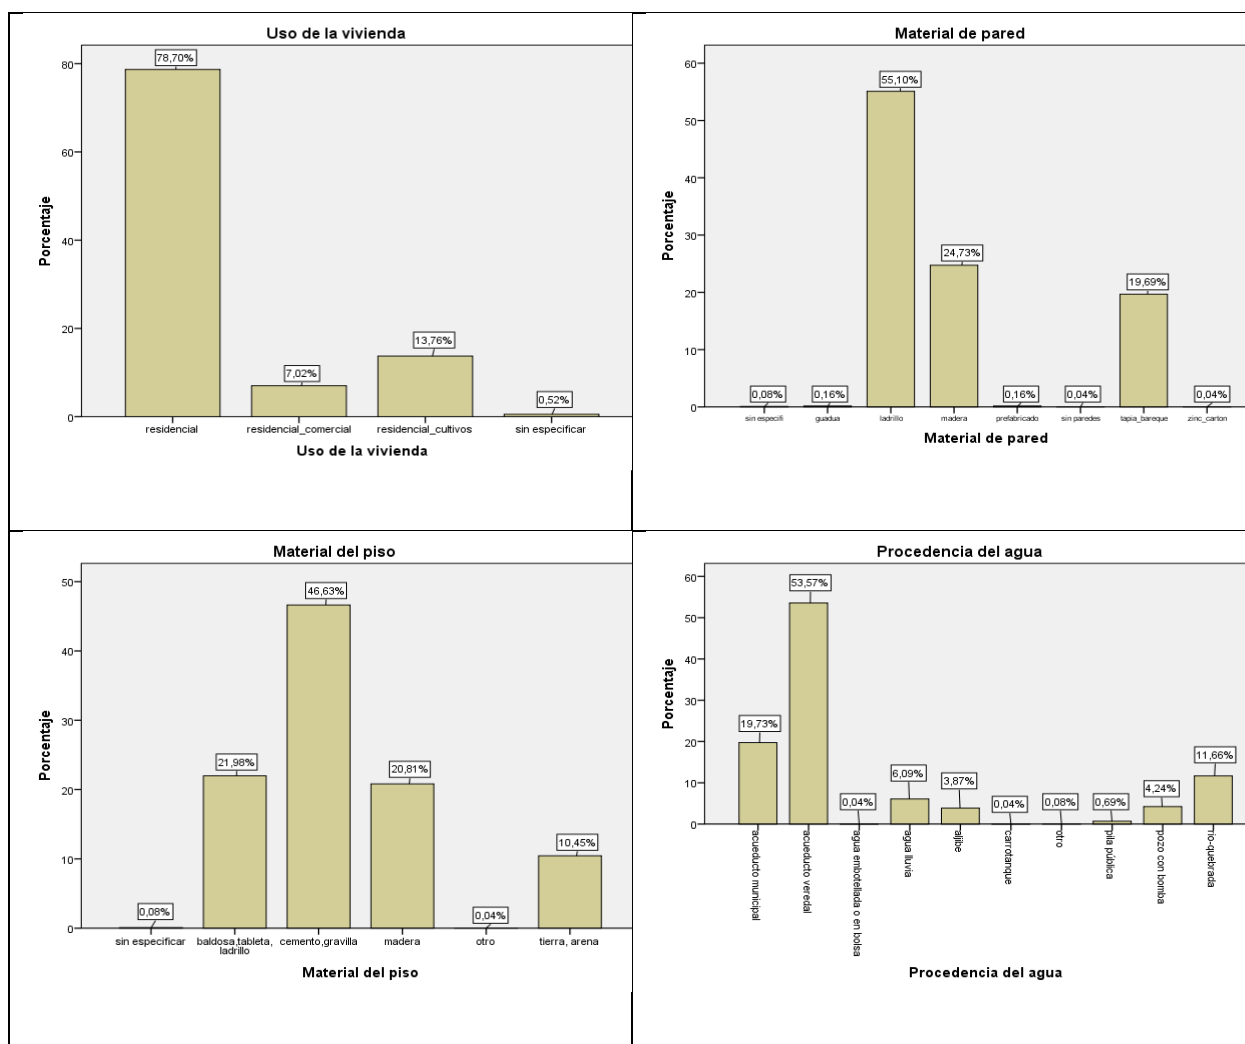 Uso de la vivienda
Porcentaje
80
60
40
20
0
78,70%
7,02%
13,76%
0,52%
residencial
residencial_comercial
residencial_cultivos
sin especificar
Uso de la vivienda
Material de pared
Porcentaje
60
50
40
30
20
10
0
0,08%
0,16%
55,10%
24,73%
0,16%
0,04%
19,69%
0,04%
sin especifi
guadua
ladrillo
madera
prefabricado
sin paredes
tapia_bareque
zinc_carton
Material de pared
Material del piso
Porcentaje
50
40
30
20
10
0
0,08%
21,98%
46,63%
20,81%
0,04%
10,45%
sin especificar
baldosa,tableta,
ladrillo
cemento,gravilla
madera
otro
tierra, arena
Material del piso
Procedencia del agua
Porcentaje
60
50
40
30
20
10
0
19,73%
53,57%
0,04%
6,09%
3,87%
0,04%
0,08%
0,69%
4,24%
11,66%
acueducto municipal
acueducto veredal
agua embotellada o en bolsa
agua lluvia
aljibe
carrotanque
otro
pila pública
pozo con bomba
rio-quebrada
Procedencia del agua